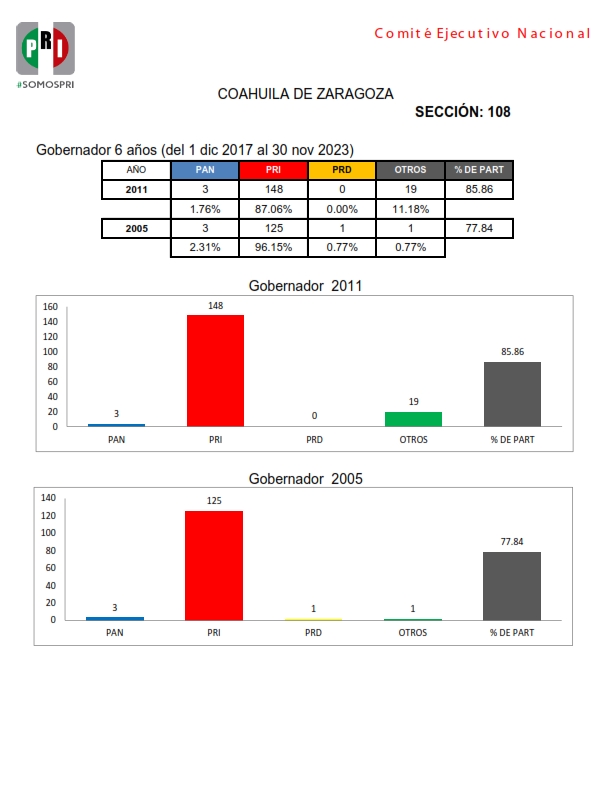 Comité Ejecutivo Nacional
PRI
#SOMOSPRI
COAHUILA DE ZARAGOZA
SECCIÓN: 108
Gobernador 6 años (del 1 dic 2017 al 30 nov 2023)
AÑO PAN PRI PRD OTROS % DE PART
2011 3 148 0 19 85.86
1.76% 87.06% 0.00% 11.18%
2005 3 125 1 1 77.84
2.31% 96.15% 0.77% 0.77%
Gobernador 2011
160
140
120
100
80
60
40
20
0
3 148 0 19 85.86
PAN PRI PRD OTROS % DE PART
Gobernador 2005
140
120
100
80
60
40
20
0
3 125 1 1 77.84
PAN PRI PRD OTROS % DE PART